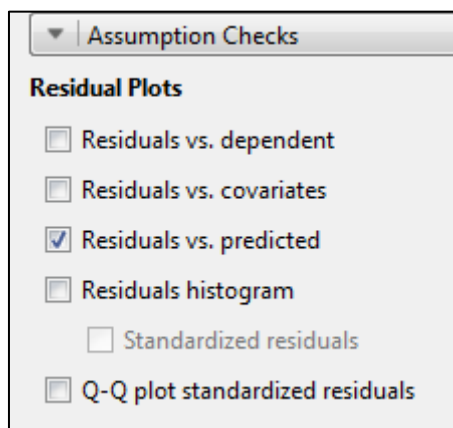 Assumption Checks
Residual Plots
Residuals vs. dependent
Residuals vs. covariates
Residuals vs. predicted
Residuals histogram
Standardized residuals
Q-Q plot standardized residuals